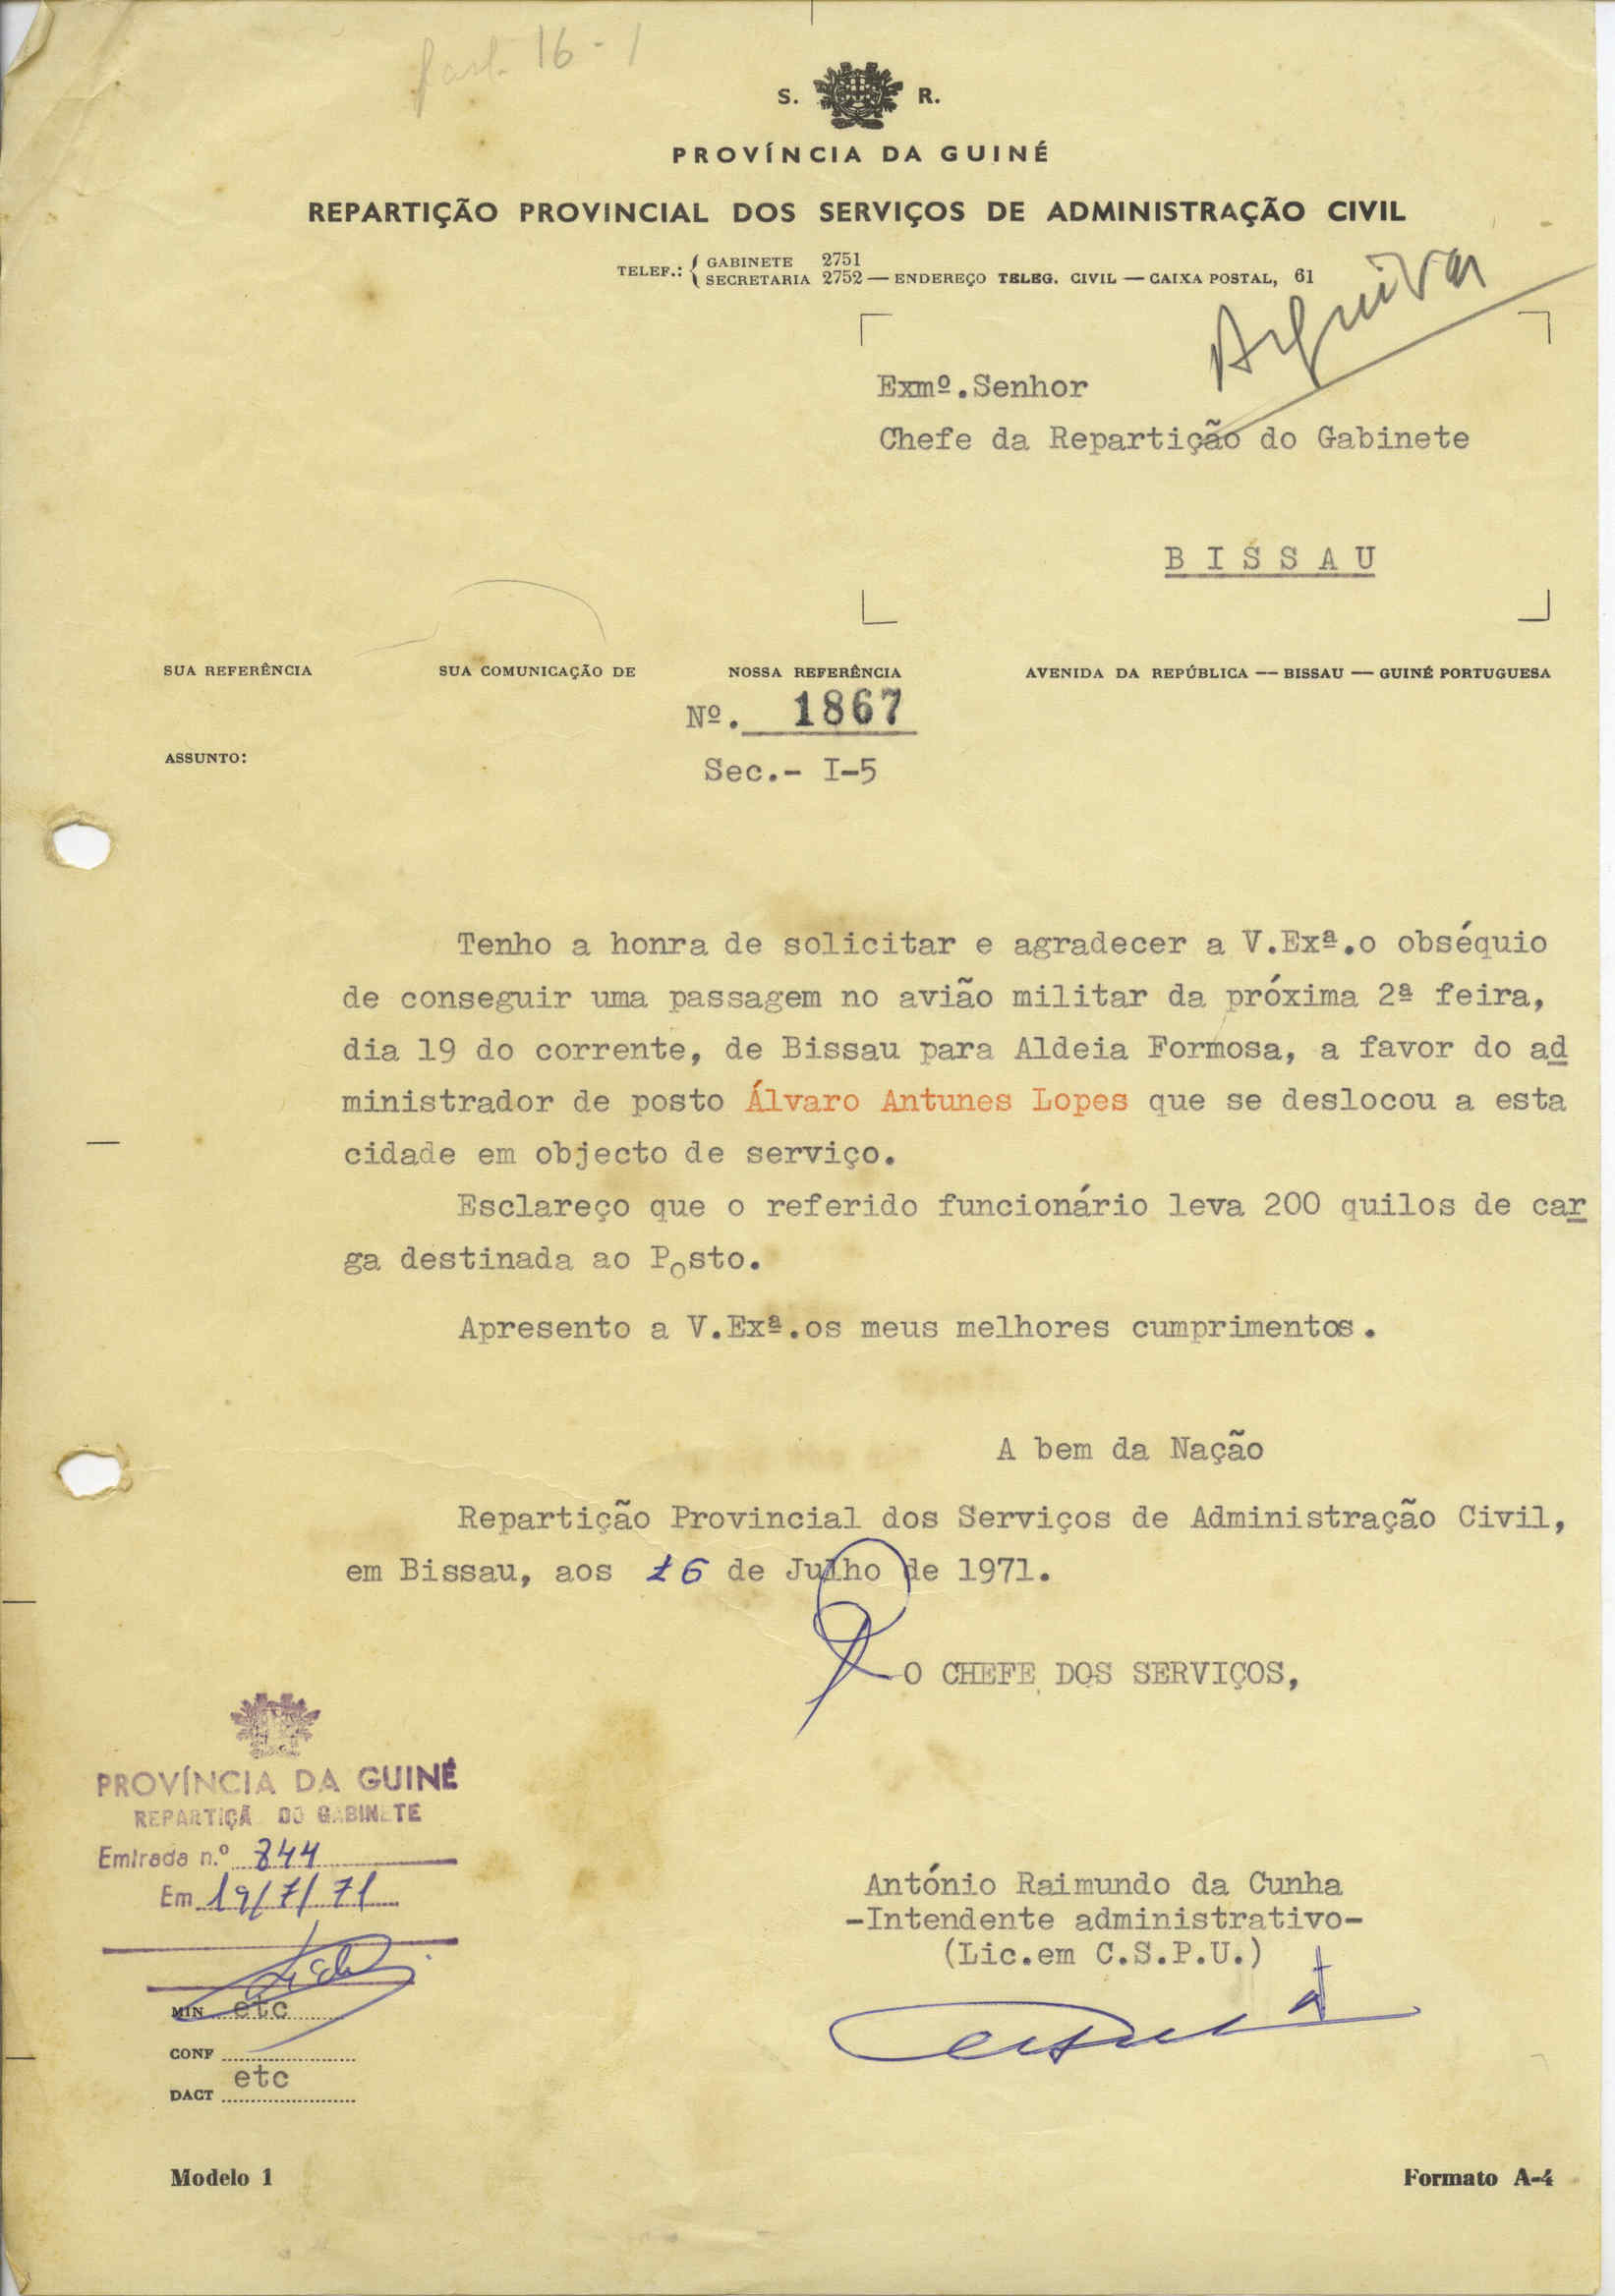 Part. 16-1
S. R.
PROVÍNCIA DA GUINÉ
REPARTIÇÃO PROVINCIAL DOS SERVIÇOS DE ADMINISTRAÇÃO CIVIL
TELEF.: { GABINETE 2751
SECRETARIA 2752 — ENDEREÇO TELEG. CIVIL — CAIXA POSTAL, 61
Arquivar
Exmº.Senhor
Chefe da Repartição do Gabinete
B I S S A U
SUA REFERÊNCIA SUA COMUNICAÇÃO DE NOSSA REFERÊNCIA AVENIDA DA REPÚBLICA — BISSAU — GUINÉ PORTUGUESA
Nº. 1867
ASSUNTO:
Sec.- I-5
Tenho a honra de solicitar e agradecer a V.Exª.o obséquio
de conseguir uma passagem no avião militar da próxima 2ª feira,
dia 19 do corrente, de Bissau para Aldeia Formosa, a favor do ad
ministrador de posto Álvaro Antunes Lopes que se deslocou a esta
cidade em objecto de serviço.
Esclareço que o referido funcionário leva 200 quilos de car
ga destinada ao Posto.
Apresento a V.Exª.os meus melhores cumprimentos.
A bem da Nação
Repartição Provincial dos Serviços de Administração Civil,
em Bissau, aos 16 de Julho de 1971.
O CHEFE DOS SERVIÇOS,
PROVÍNCIA DA GUINÉ
REPARTIÇÃ DO GABINETE
Entrada n.º 844
Em 19/7/71
António Raimundo da Cunha
-Intendente administrativo-
(Lic.em C.S.P.U.)
MIN etc
CONF
DACT etc
Modelo 1
Formato A-4